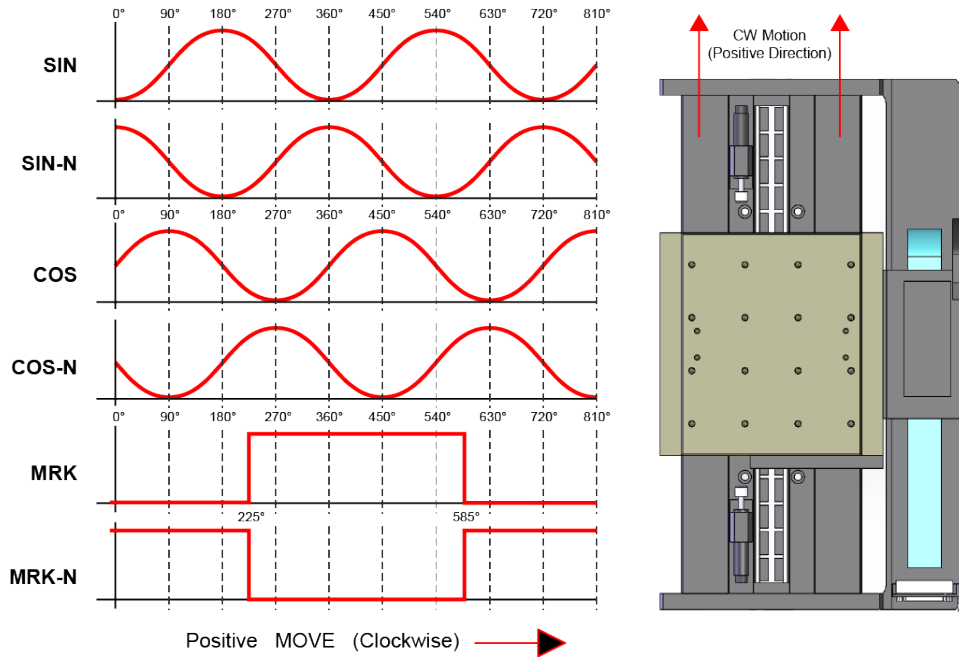 0° 90° 180° 270° 360° 450° 540° 630° 720° 810°
SIN
SIN-N
0° 90° 180° 270° 360° 450° 540° 630° 720° 810°
COS
COS-N
0° 90° 180° 270° 360° 450° 540° 630° 720° 810°
MRK
225° 585°
MRK-N
Positive MOVE (Clockwise)
CW Motion
(Positive Direction)